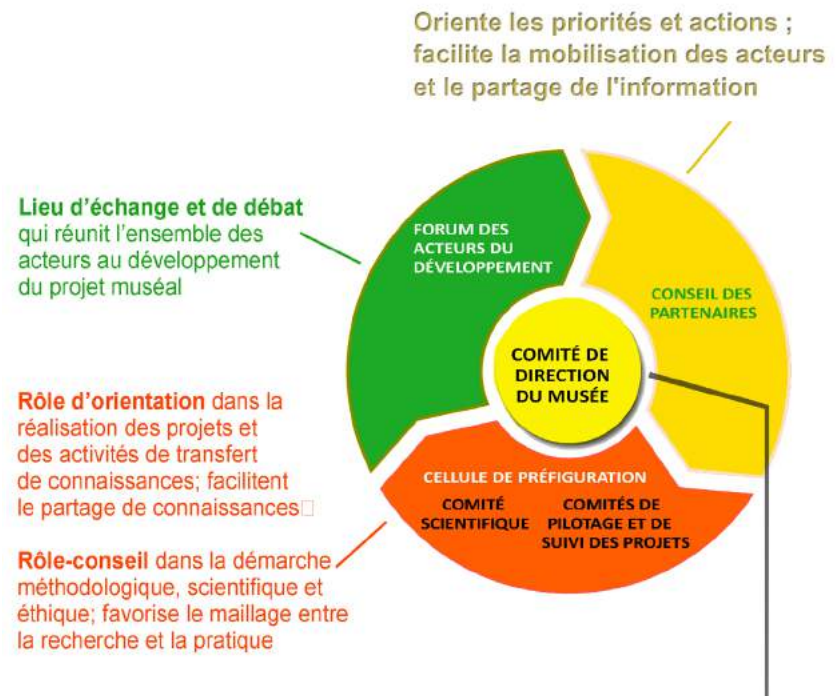 Oriente les priorités et actions ;
facilite la mobilisation des acteurs
et le partage de l'information
Lieu d'échange et de débat
qui réunit l'ensemble des
acteurs au développement
du projet muséal
FORUM DES
ACTEURS DU
DÉVELOPPEMENT
CONSEIL DES
PARTENAIRES
COMITÉ DE
DIRECTION
DU MUSÉE
Rôle d'orientation dans la
réalisation des projets et
des activités de transfert
de connaissances; facilitent
le partage de connaissances□
CELLULE DE PRÉFIGURATION
COMITÉ
SCIENTIFIQUE
COMITÉS DE
PILOTAGE ET DE
SUIVI DES PROJETS
Rôle-conseil dans la démarche
méthodologique, scientifique et
éthique; favorise le maillage entre
la recherche et la pratique